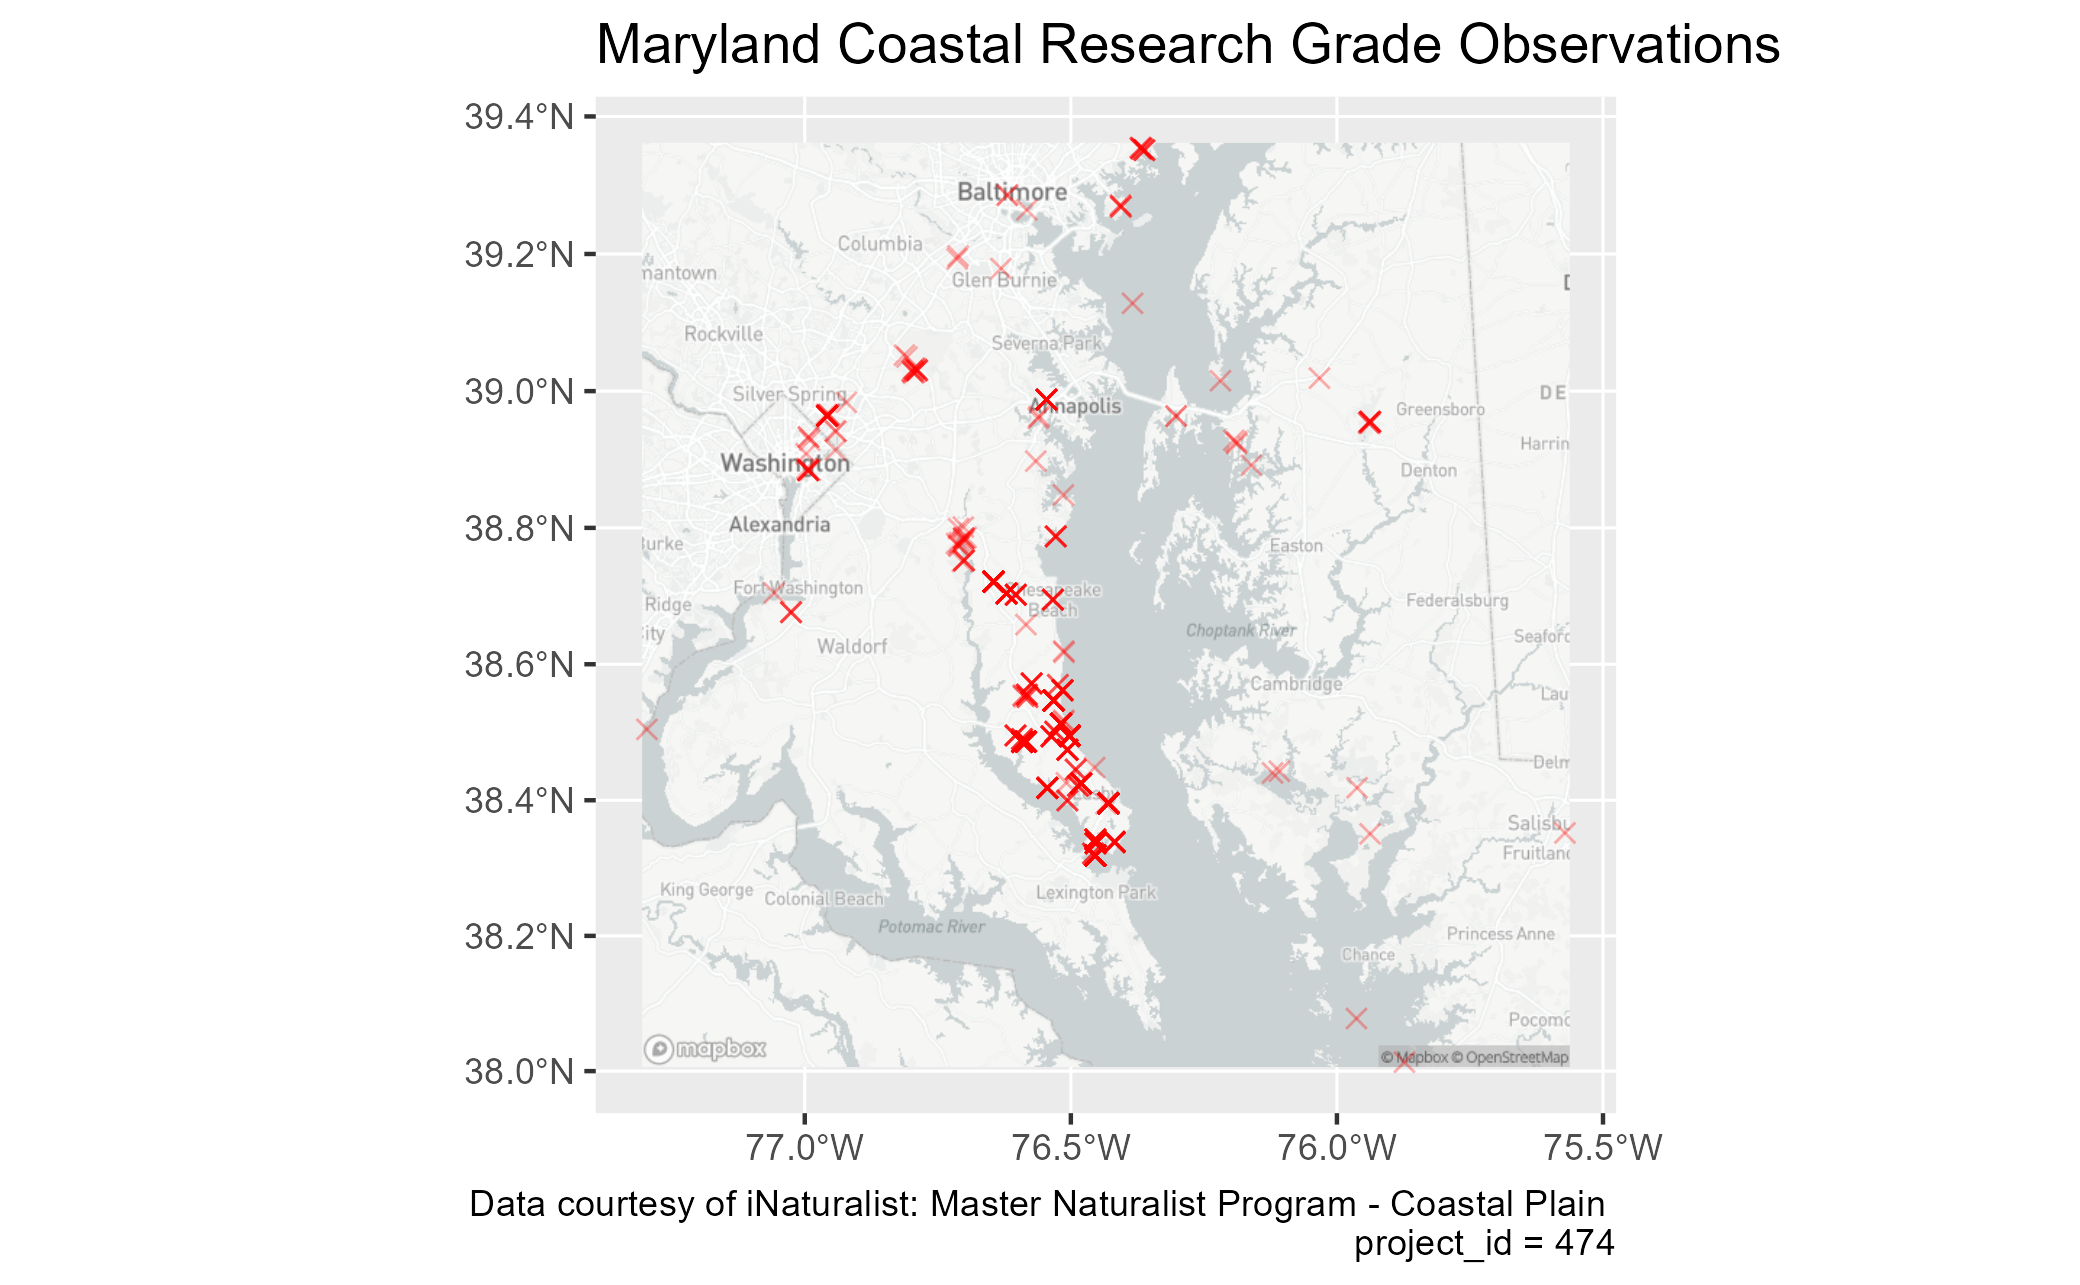 Maryland Coastal Research Grade Observations
39.4°N
39.2°N
39.0°N
38.8°N
38.6°N
38.4°N
38.2°N
38.0°N
77.0°W
76.5°W
76.0°W
75.5°W
Baltimore
Columbia
mantown
Glen Burnie
Rockville
Severna Park
Silver Spring
Annapolis
Greensboro
DE
Harrin
Washington
Denton
Alexandria
Burke
Easton
Fort Washington
Chesapeake
Beach
Ridge
City
Federalsburg
Choptank River
Seaford
Waldorf
Cambridge
Lau
Delm
Lusby
Salisbu
Fruitland
King George
Colonial Beach
Lexington Park
Potomac River
Princess Anne
Chance
Pocomo
mapbox
© Mapbox © OpenStreetMap
Data courtesy of iNaturalist: Master Naturalist Program - Coastal Plain
project_id = 474